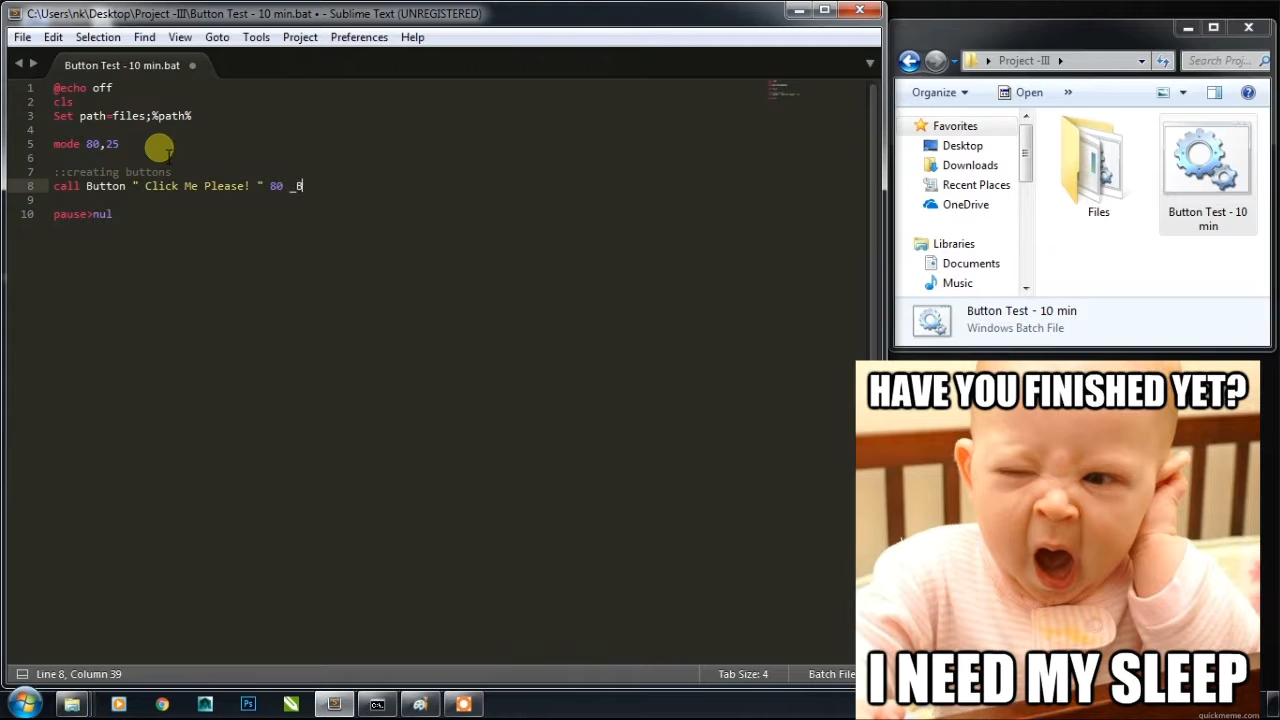 C:\Users\nk\Desktop\Project -III\Button Test - 10 min.bat • - Sublime Text (UNREGISTERED)
File Edit Selection Find View Goto Tools Project Preferences Help
Button Test - 10 min.bat
1 @echo off
2 cls
3 Set path=files;%path%
4
5 mode 80,25
6
7 ::creating buttons
8 call Button " Click Me Please! " 80 _B
9
10 pause>nul
Line 8, Column 39
Tab Size: 4
Batch File
Project -III
Search Proj...
Organize
Open
»
Favorites
Desktop
Downloads
Recent Places
OneDrive
Libraries
Documents
Music
Files
Button Test - 10
min
Button Test - 10 min
Windows Batch File
HAVE YOU FINISHED YET?
I NEED MY SLEEP
quickmeme.com